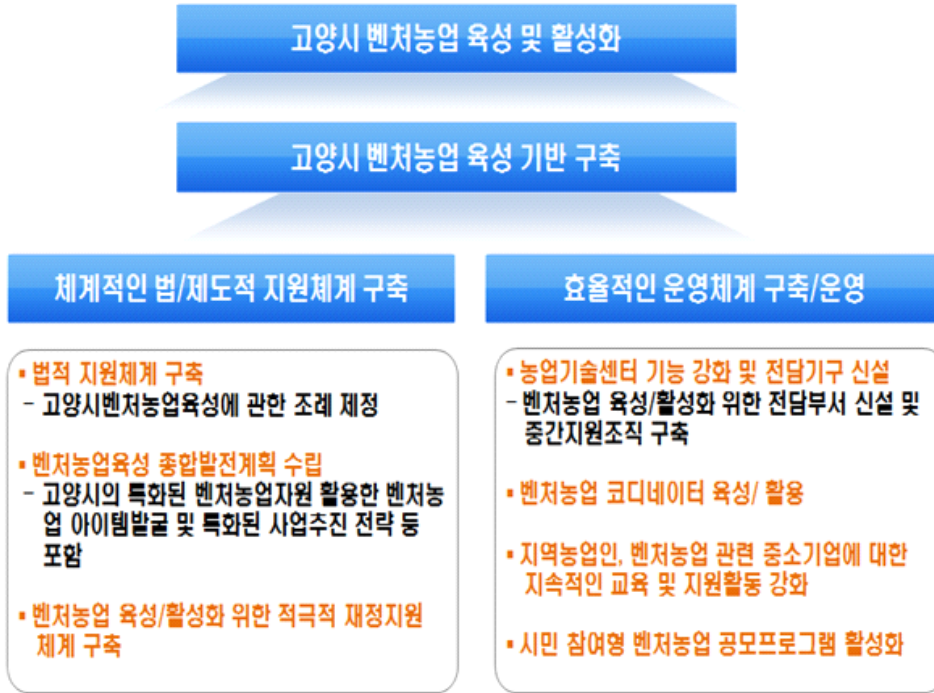 고양시 벤처농업 육성 및 활성화
고양시 벤처농업 육성 기반 구축
체계적인 법/제도적 지원체계 구축
▪ 법적 지원체계 구축
– 고양시벤처농업육성에 관한 조례 제정
▪ 벤처농업육성 종합발전계획 수립
– 고양시의 특화된 벤처농업자원 활용한 벤처농
업 아이템발굴 및 특화된 사업추진 전략 등
포함
▪ 벤처농업 육성/활성화 위한 적극적 재정지원
체계 구축
효율적인 운영체계 구축/운영
▪ 농업기술센터 기능 강화 및 전담기구 신설
– 벤처농업 육성/활성화 위한 전담부서 신설 및
중간지원조직 구축
▪ 벤처농업 코디네이터 육성/ 활용
▪ 지역농업인, 벤처농업 관련 중소기업에 대한
지속적인 교육 및 지원활동 강화
▪ 시민 참여형 벤처농업 공모프로그램 활성화